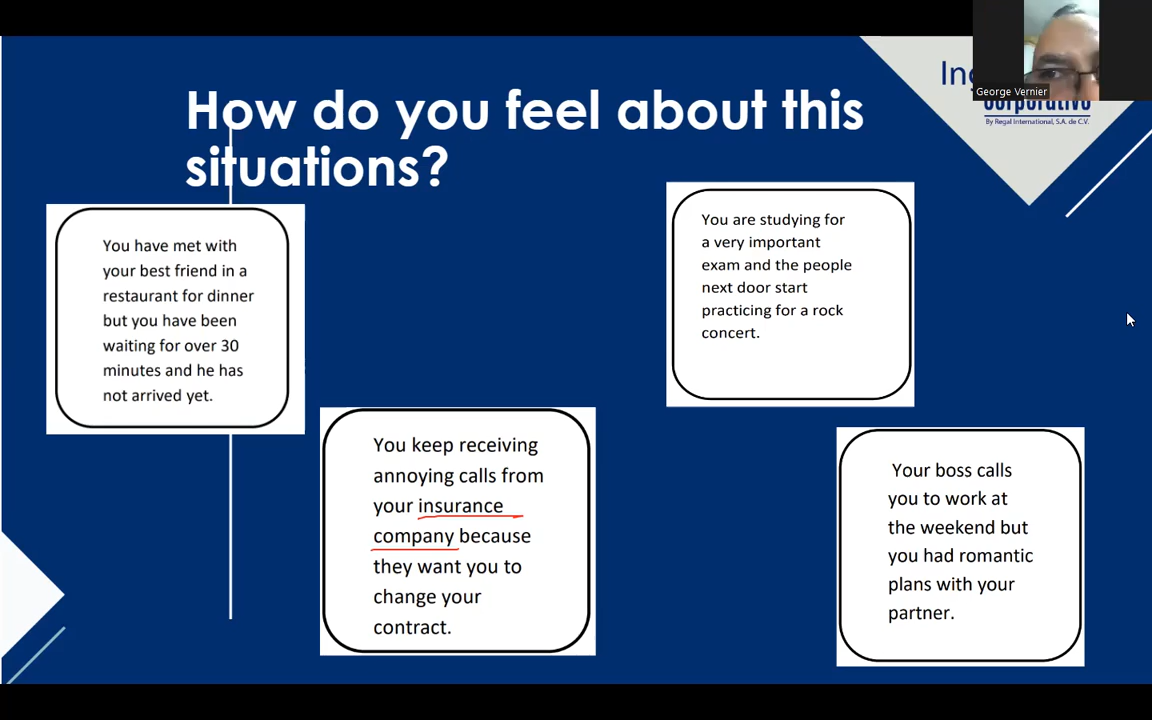 How do you feel about this
situations?
George Vernier
By Regal International, S.A. de C.V.
You have met with
your best friend in a
restaurant for dinner
but you have been
waiting for over 30
minutes and he has
not arrived yet.
You are studying for
a very important
exam and the people
next door start
practicing for a rock
concert.
You keep receiving
annoying calls from
your insurance
company because
they want you to
change your
contract.
Your boss calls
you to work at
the weekend but
you had romantic
plans with your
partner.